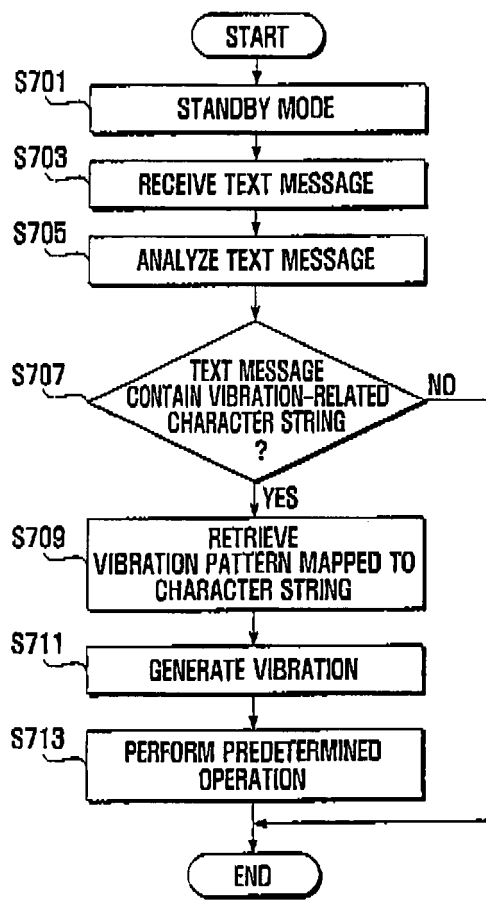 START
S701
STANDBY MODE
S703
RECEIVE TEXT MESSAGE
S705
ANALYZE TEXT MESSAGE
S707
TEXT MESSAGE
CONTAIN VIBRATION-RELATED
CHARACTER STRING
?
NO
YES
S709
RETRIEVE
VIBRATION PATTERN MAPPED TO
CHARACTER STRING
S711
GENERATE VIBRATION
S713
PERFORM PREDETERMINED
OPERATION
END